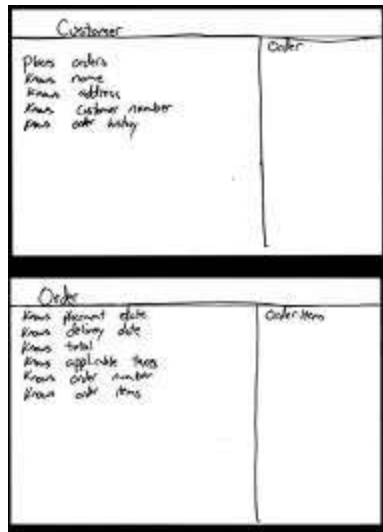 Customer
Places orders
Knows name
Knows address
Knows Customer number
Knows order history
Order
Order
Knows placement date
Knows delivery date
Knows total
Knows applicable taxes
Knows order number
Knows order items
Order Item